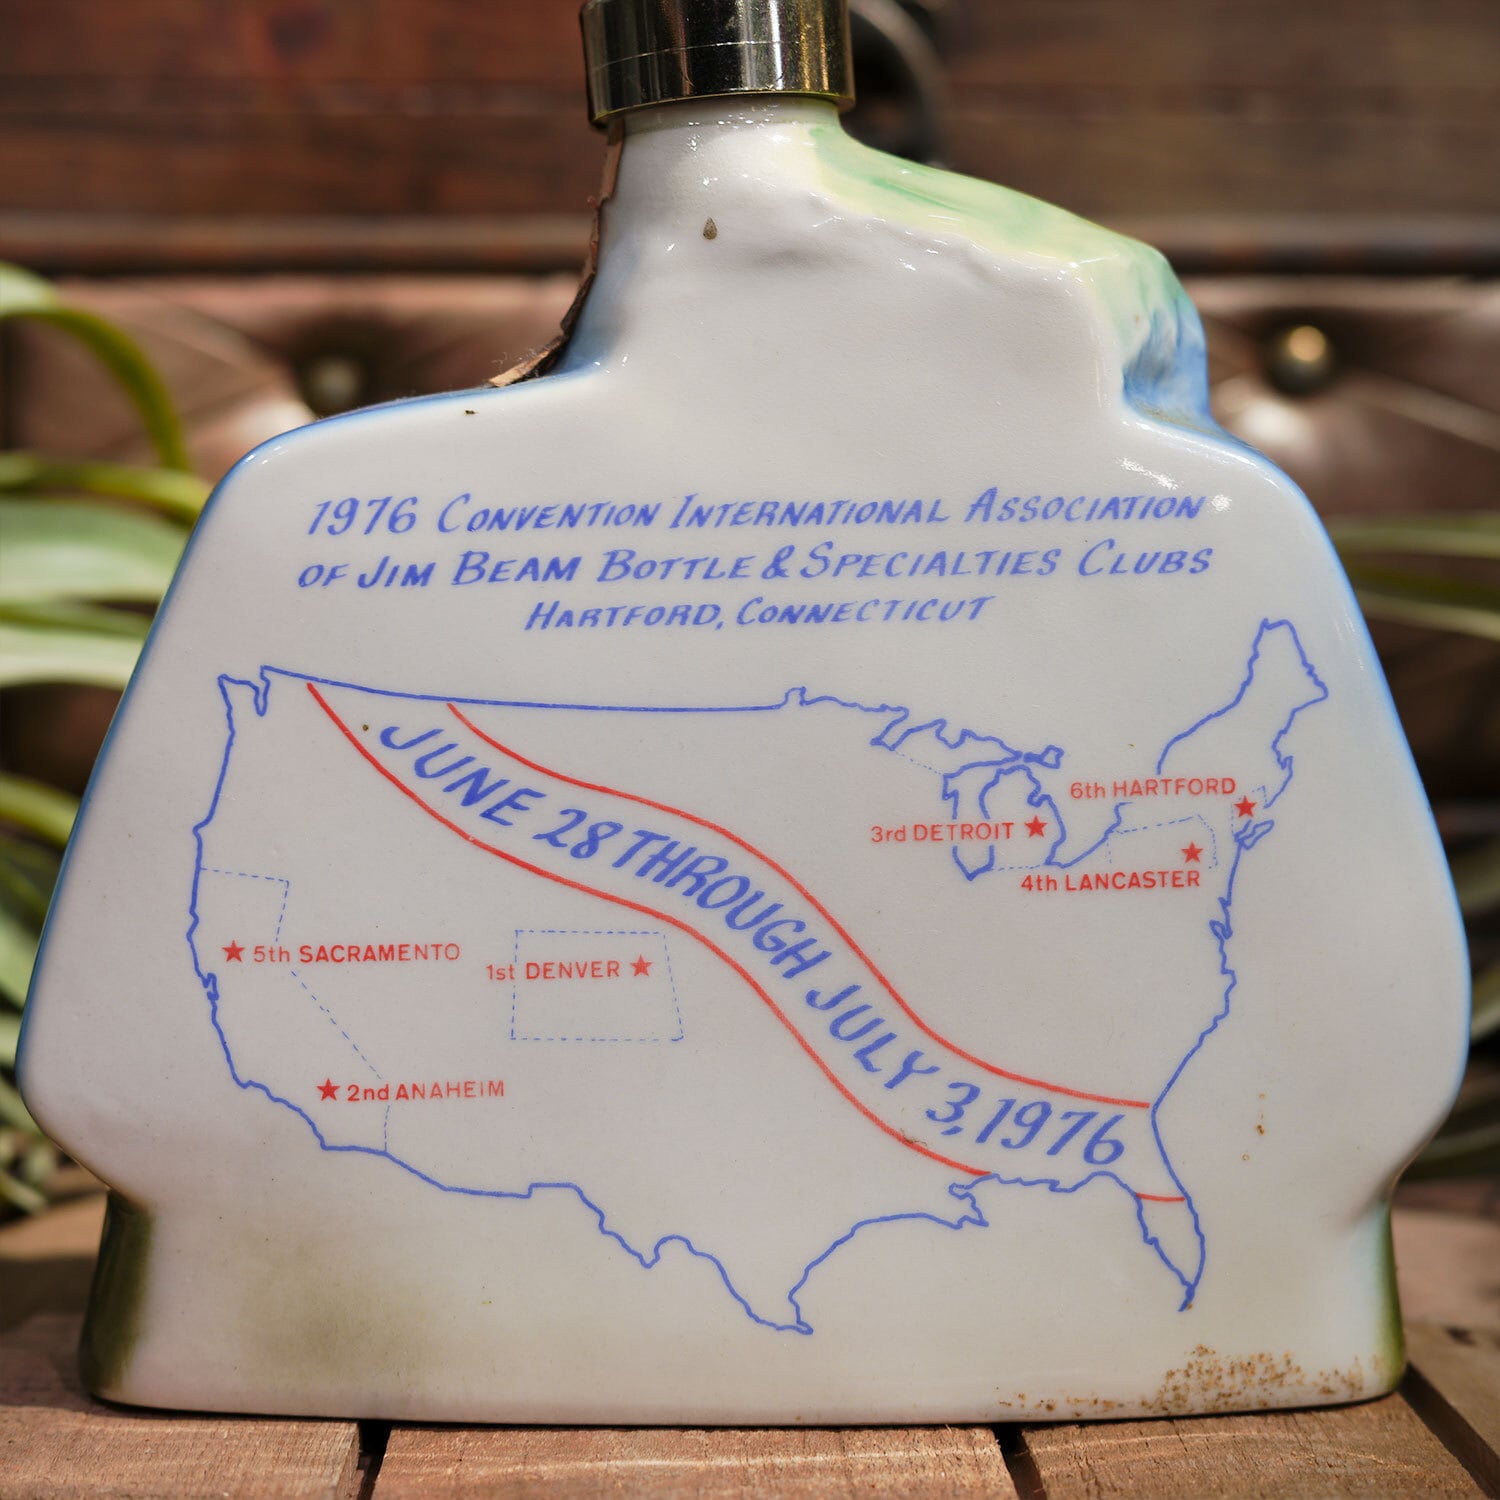 1976 CONVENTION INTERNATIONAL ASSOCIATION
OF JIM BEAM BOTTLE & SPECIALTIES CLUBS
HARTFORD, CONNECTICUT
JUNE 28 THROUGH JULY 3, 1976
6th HARTFORD
3rd DETROIT
4th LANCASTER
5th SACRAMENTO
1st DENVER
2nd ANAHEIM